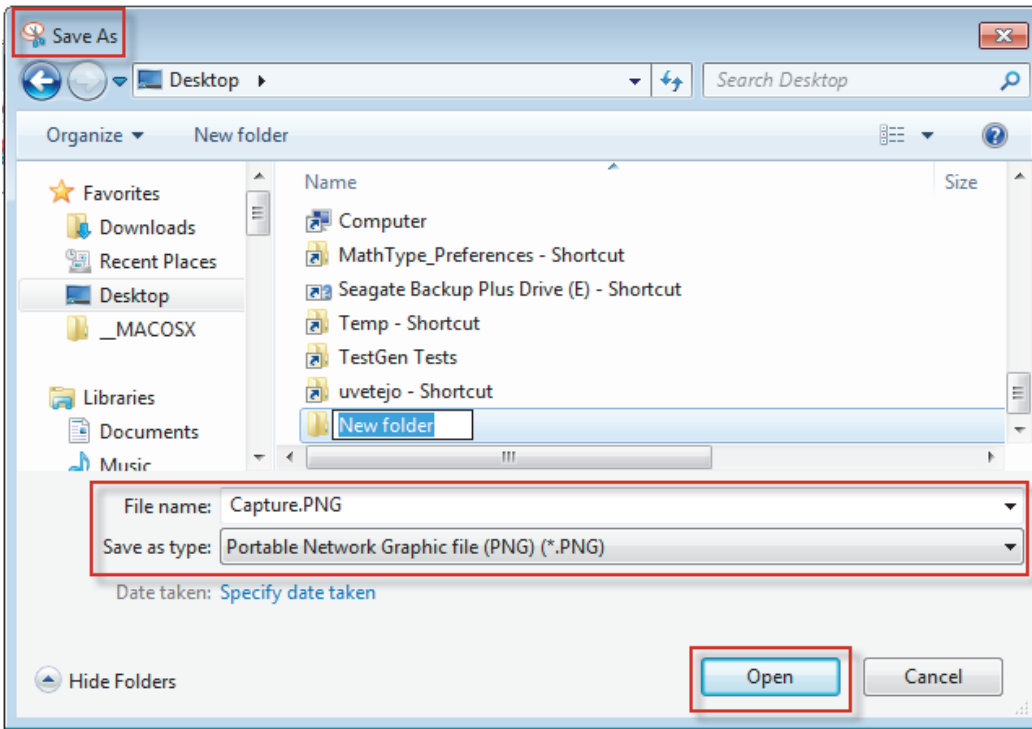 Save As
Desktop
Search Desktop
Organize
New folder
Favorites
Downloads
Recent Places
Desktop
__MACOSX
Libraries
Documents
Music
Name
Size
Computer
MathType_Preferences - Shortcut
Seagate Backup Plus Drive (E) - Shortcut
Temp - Shortcut
TestGen Tests
uvetejo - Shortcut
New folder
File name: Capture.PNG
Save as type: Portable Network Graphic file (PNG) (*.PNG)
Date taken: Specify date taken
Hide Folders
Open
Cancel